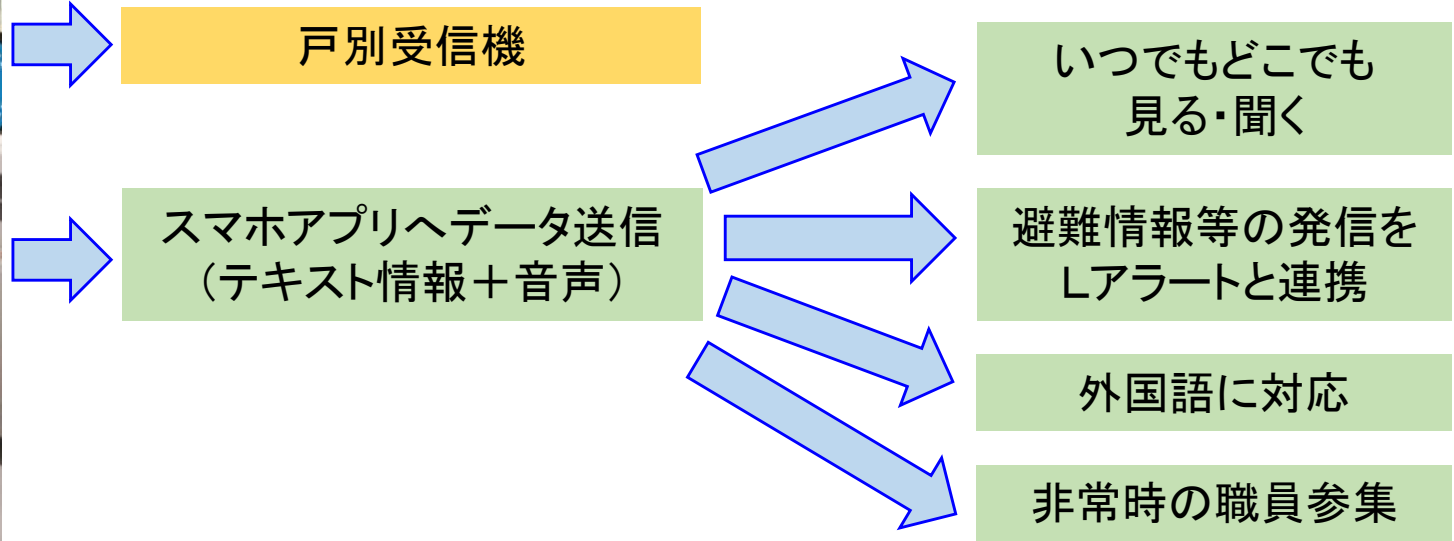 戸別受信機
スマホアプリへデータ送信
（テキスト情報＋音声）
いつでもどこでも
見る・聞く
避難情報等の発信を
Lアラートと連携
外国語に対応
非常時の職員参集